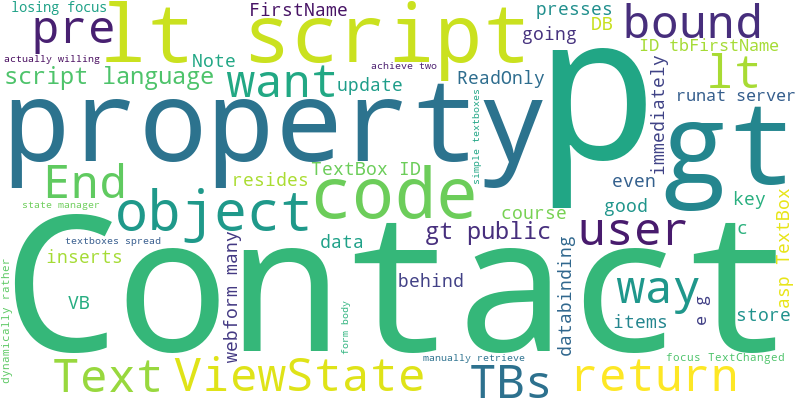 losing focus
FirstName
presses
pre
lt script
going
DB
bound
actually willing
Note
achieve two
ID tbFirstName
script language
want
update
ReadOnly
lt
property
p
immediately
runat server
simple textboxes
gt
End
TextBox ID
resides
object
code
even
good
key
course
user
state manager
c
textboxes spread
data
gt public
asp TextBox
inserts
Contact
webform many
behind
databinding
way
e g
dynamically rather
VB
items
store
form body
Text
ViewState
manually retrieve
TBs
return
focus TextChanged